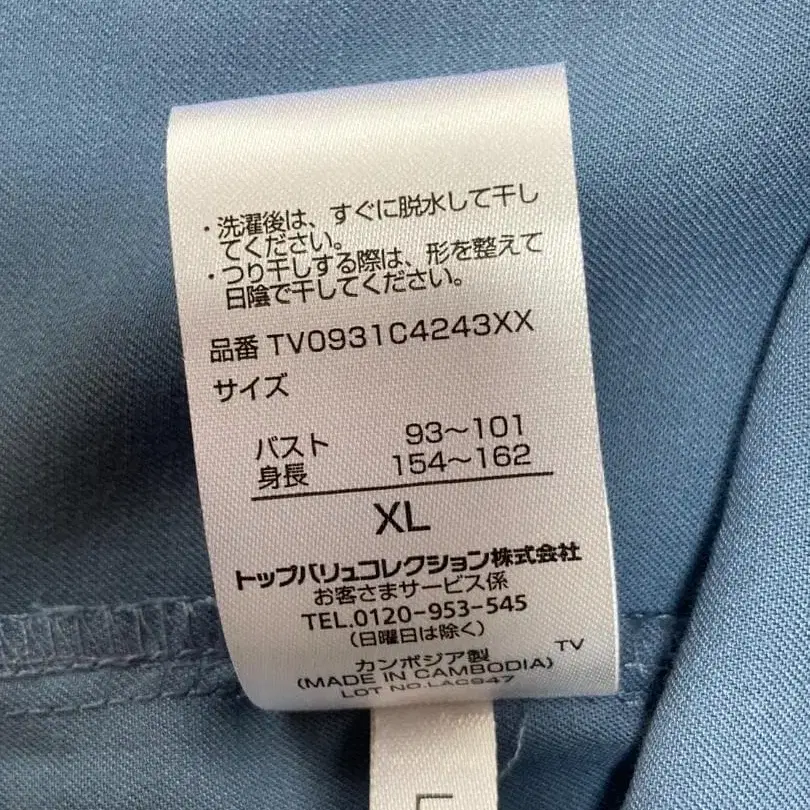 ・洗濯後は、すぐに脱水して干し
てください。
・つり干しする際は、形を整えて
日陰で干してください。
品番 TV0931C4243XX
サイズ
バスト 93～101
身長 154～162
XL
トップバリュコレクション株式会社
お客さまサービス係
TEL.0120-953-545
（日曜日は除く）
カンボジア製
(MADE IN CAMBODIA)
TV
LOT NO.LAC947